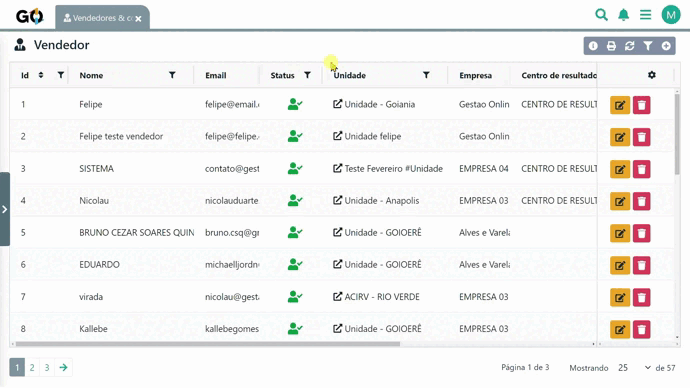 GO
Vendedores & co
M
Vendedor
Id Nome Email Status Unidade Empresa Centro de resultado
1 Felipe felipe@email.c Unidade - Goiania Gestao Onlin CENTRO DE RESULT
2 Felipe teste vendedor felipe@felipe. Unidade felipe Gestao Onlin
3 SISTEMA contato@gest Teste Fevereiro #Unidade EMPRESA 04 CENTRO DE RESULT
4 Nicolau nicolauduarte Unidade - Anapolis EMPRESA 03 CENTRO DE RESULT
5 BRUNO CEZAR SOARES QUIN bruno.csq@gr Unidade - GOIOERÊ Alves e Varela
6 EDUARDO michaelljordn Unidade - GOIOERÊ Alves e Varela
7 virada nicolau@gest ACIRV - RIO VERDE EMPRESA 03
8 Kallebe kallebegomes Unidade - GOIOERÊ EMPRESA 03
1 2 3 Página 1 de 3 Mostrando 25 de 57